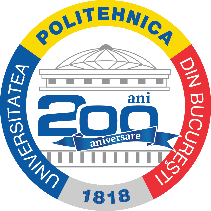 UNIVERSITATEA
POLITEHNICA
DIN BUCUREȘTI
ani
200
aniversare
1818